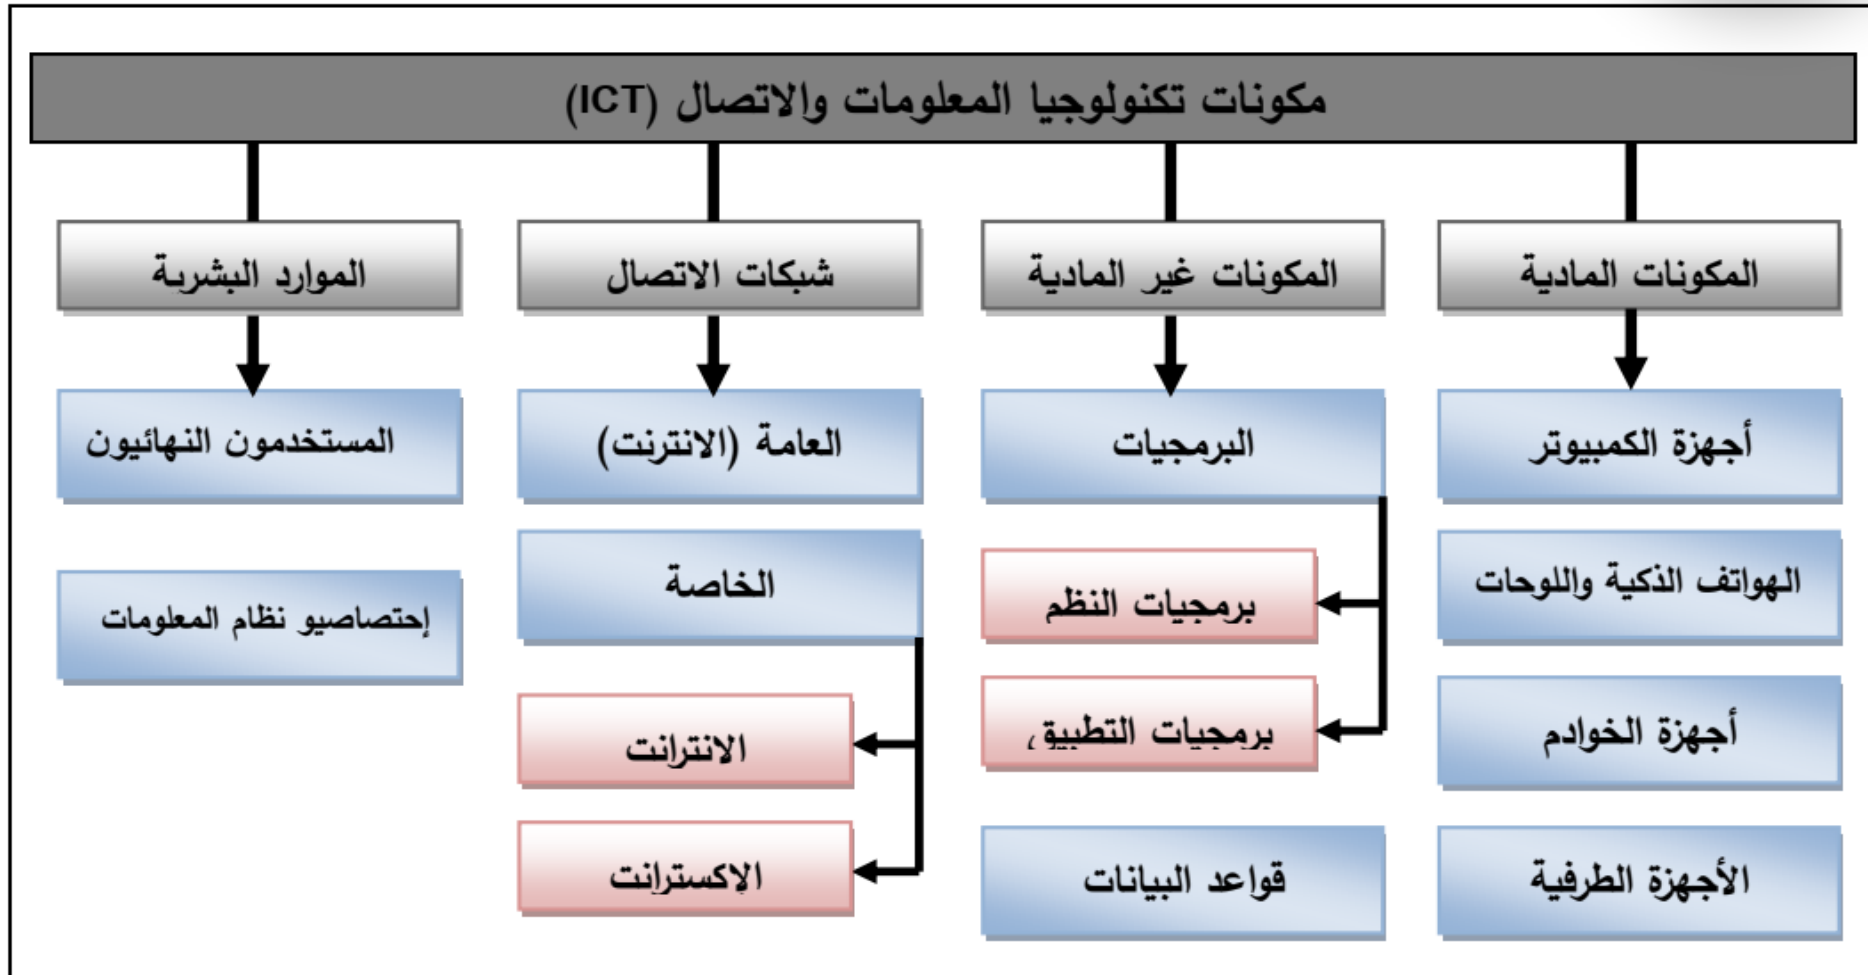 مكونات تكنولوجيا المعلومات والاتصال (ICT)
المكونات المادية
المكونات غير المادية
شبكات الاتصال
الموارد البشرية
أجهزة الكمبيوتر
الهواتف الذكية واللوحات
أجهزة الخوادم
الأجهزة الطرفية
البرمجيات
برمجيات النظم
برمجيات التطبيق
قواعد البيانات
العامة (الانترنت)
الخاصة
الانترانت
الإكسترانت
المستخدمون النهائيون
إحتصاصيو نظام المعلومات